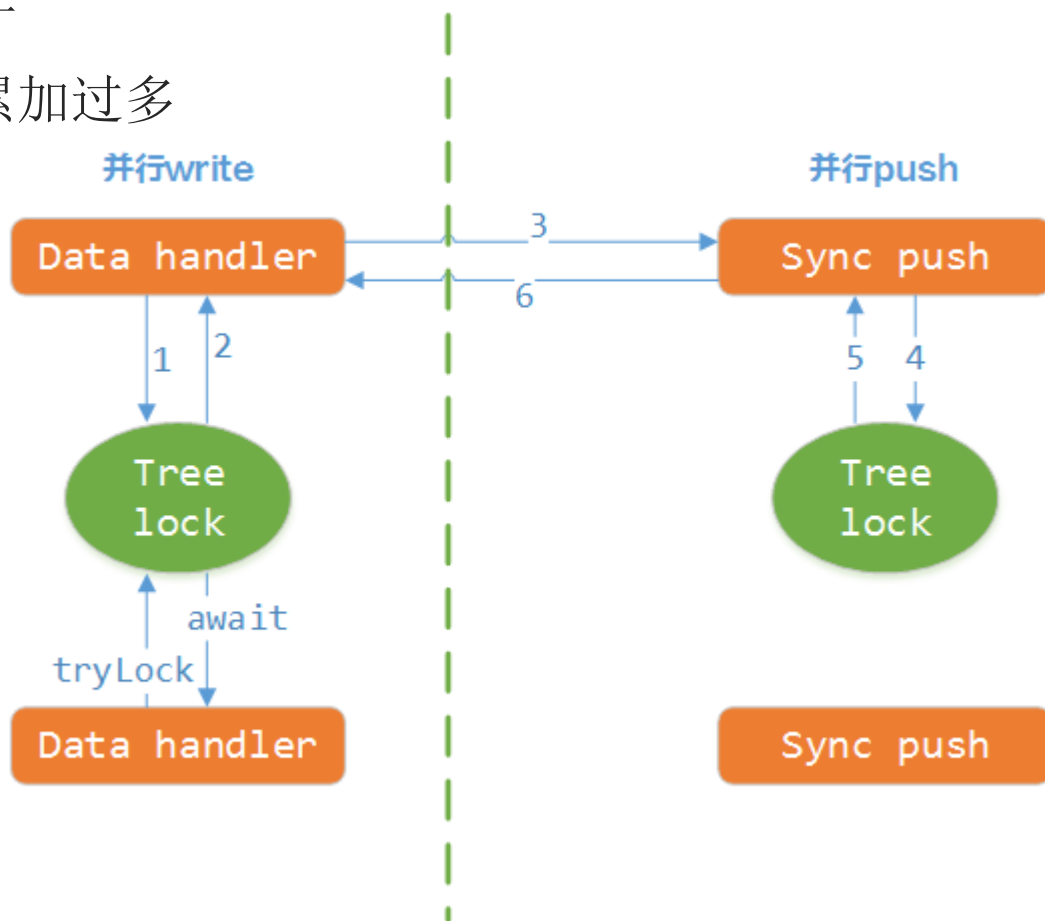 累加过多
并行write
并行push
Data handler
3
Sync push
6
1
2
5
4
Tree
lock
Tree
lock
await
tryLock
Data handler
Sync push